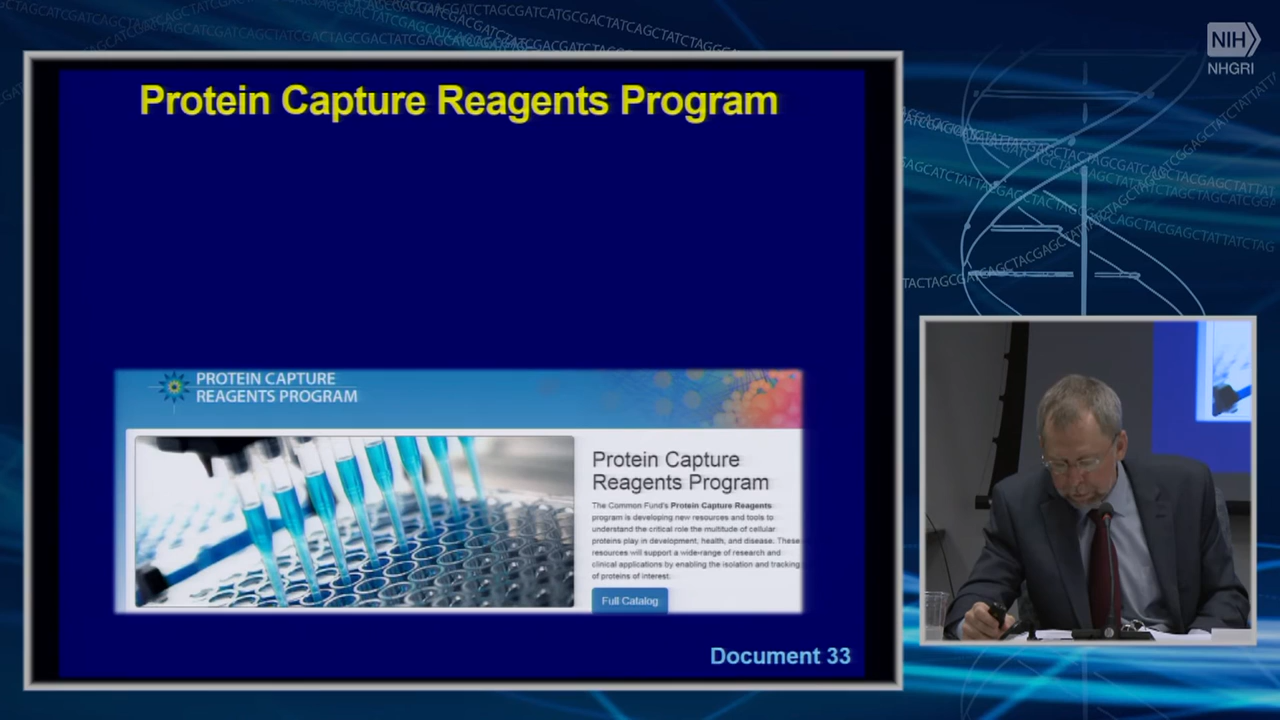 Protein Capture Reagents Program
PROTEIN CAPTURE
REAGENTS PROGRAM
Protein Capture
Reagents Program
The Common Fund's Protein Capture Reagents
program is developing new resources and tools to
understand the critical role the multitude of cellular
proteins play in development, health, and disease. These
resources will support a wide-range of research and
clinical applications by enabling the isolation and tracking
of proteins of interest.
Full Catalog
Document 33
NIH
NHGRI